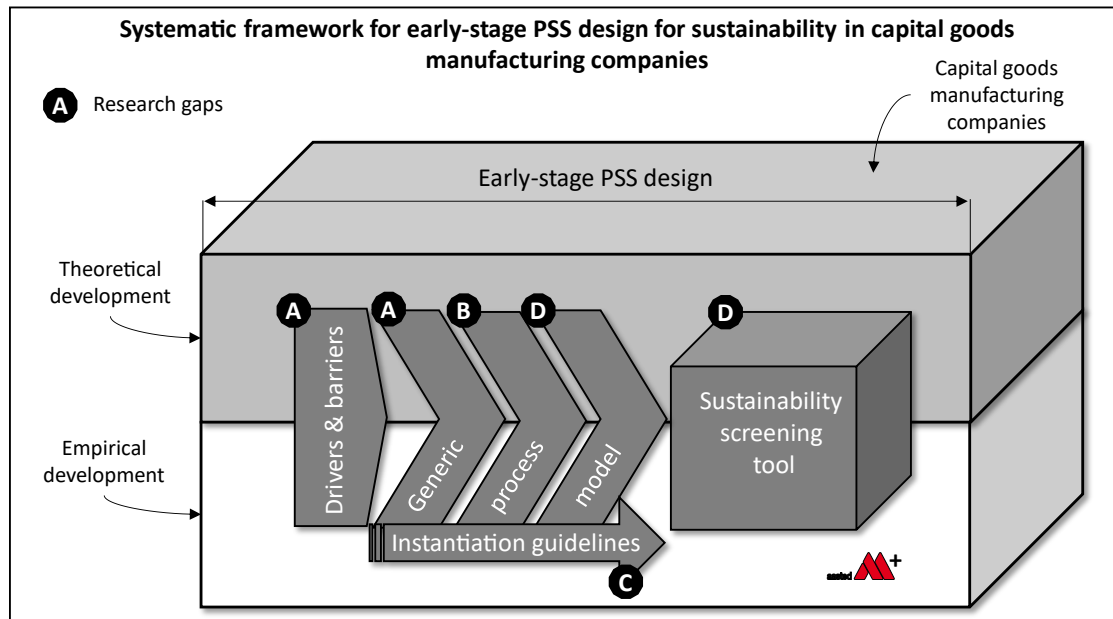 Systematic framework for early-stage PSS design for sustainability in capital goods
manufacturing companies
A Research gaps
Capital goods
manufacturing
companies
Early-stage PSS design
Theoretical
development
Empirical
development
A
A
B
D
D
Drivers & barriers
Generic
process
model
Sustainability
screening
tool
Instantiation guidelines
C
aasted
+